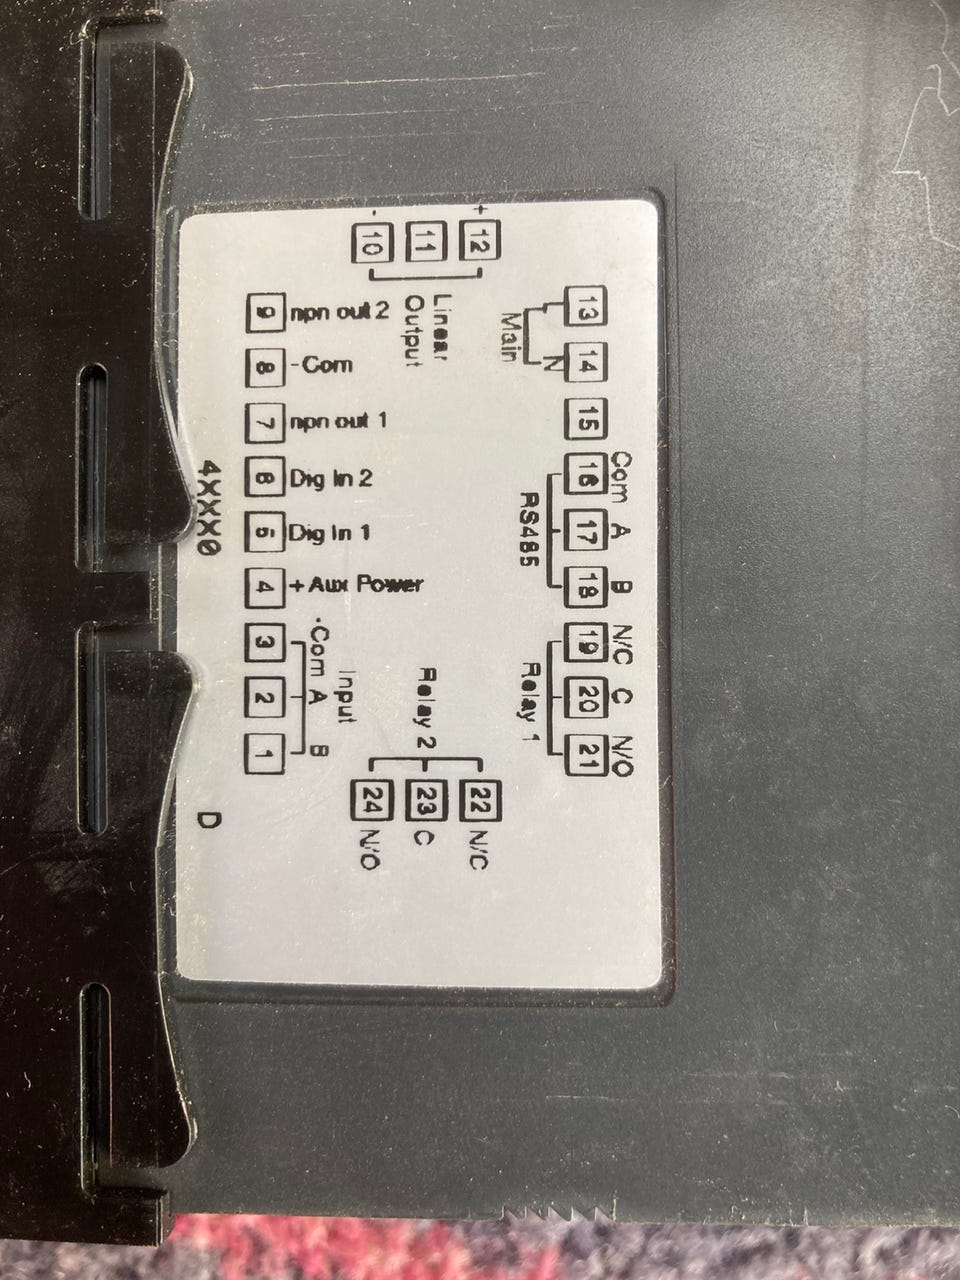 - +
10 11 12
Linear
Output
13
14 N
Main
15
16 Com
17 A
18 B
RS485
19 N/C
20 C
21 N/O
Relay 1
9 npn out 2
8 -Com
7 npn out 1
6 Dig In 2
5 Dig In 1
4 +Aux Power
3 -Com
2 A
1 B
Input
Relay 2
24 23 22
N/O C N/C
4XXX0 D